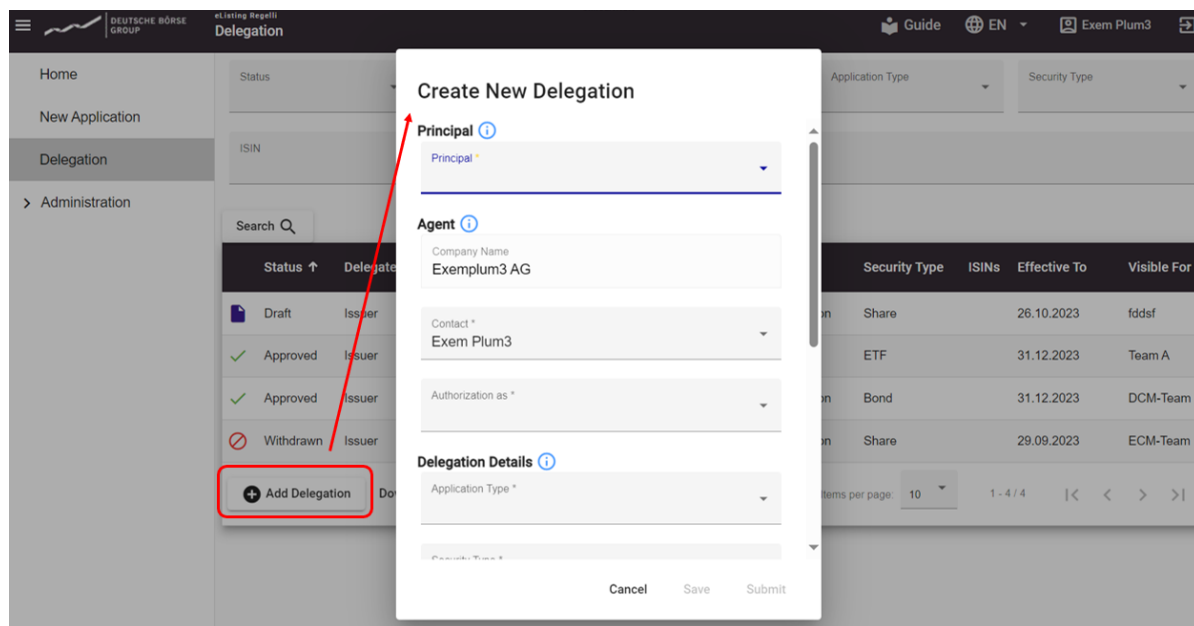 DEUTSCHE BÖRSE
GROUP
eListing Regelli
Delegation
Guide
EN
Exem Plum3
Home
New Application
Delegation
Administration
Status
Application Type
Security Type
ISIN
Search
Status
Security Type
ISINs
Effective To
Visible For
Draft
Issuer
Share
26.10.2023
fddsf
Approved
Issuer
ETF
31.12.2023
Team A
Approved
Issuer
Bond
31.12.2023
DCM-Team
Withdrawn
Issuer
Share
29.09.2023
ECM-Team
Add Delegation
Items per page:
10
1 - 4 / 4
Create New Delegation
Principal
Principal *
Agent
Company Name
Exemplum3 AG
Contact *
Exem Plum3
Authorization as *
Delegation Details
Application Type *
Security Type *
Cancel
Save
Submit